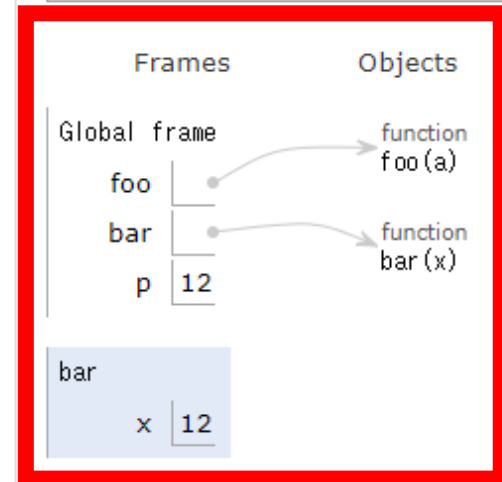 Frames Objects
Global frame
function
foo(a)
foo
bar
function
bar(x)
p 12
bar
x 12